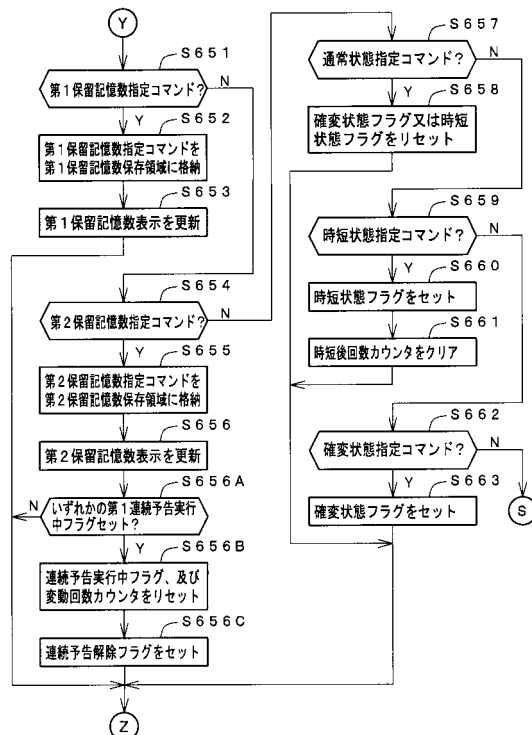 Y
S651
第1保留記憶数指定コマンド?
N
Y
S652
第1保留記憶数指定コマンドを
第1保留記憶数保存領域に格納
S653
第1保留記憶数表示を更新
S654
第2保留記憶数指定コマンド?
N
Y
S655
第2保留記憶数指定コマンドを
第2保留記憶数保存領域に格納
S656
第2保留記憶数表示を更新
S656A
N
いずれかの第1連続予告実行
中フラグセット?
Y
S656B
連続予告実行中フラグ、及び
変動回数カウンタをリセット
S656C
連続予告解除フラグをセット
Z
S657
通常状態指定コマンド?
N
Y
S658
確変状態フラグ又は時短
状態フラグをリセット
S659
時短状態指定コマンド?
N
Y
S660
時短状態フラグをセット
S661
時短後回数カウンタをクリア
S662
確変状態指定コマンド?
N
Y
S663
S
確変状態フラグをセット